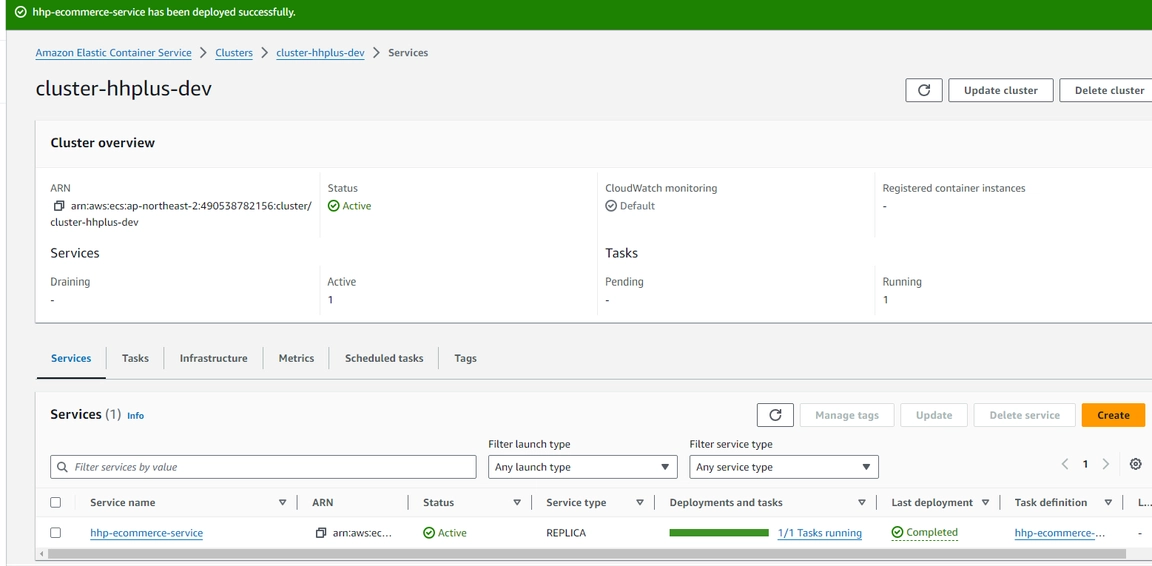 hhp-ecommerce-service has been deployed successfully.
Amazon Elastic Container Service > Clusters > cluster-hhplus-dev > Services
cluster-hhplus-dev
Update cluster Delete cluster
Cluster overview
ARN Status CloudWatch monitoring Registered container instances
arn:aws:ecs:ap-northeast-2:490538782156:cluster/ Active Default -
cluster-hhplus-dev
Services Tasks
Draining Active Pending Running
- 1 - 1
Services Tasks Infrastructure Metrics Scheduled tasks Tags
Services (1) Info Manage tags Update Delete service Create
Filter launch type Filter service type
Filter services by value Any launch type Any service type 1
Service name ARN Status Service type Deployments and tasks Last deployment Task definition L...
hhp-ecommerce-service arn:aws:ec... Active REPLICA 1/1 Tasks running Completed hhp-ecommerce-... -